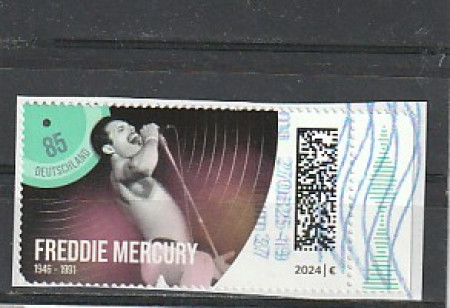 85
DEUTSCHLAND
FREDDIE MERCURY
1946 - 1991
2024 | €